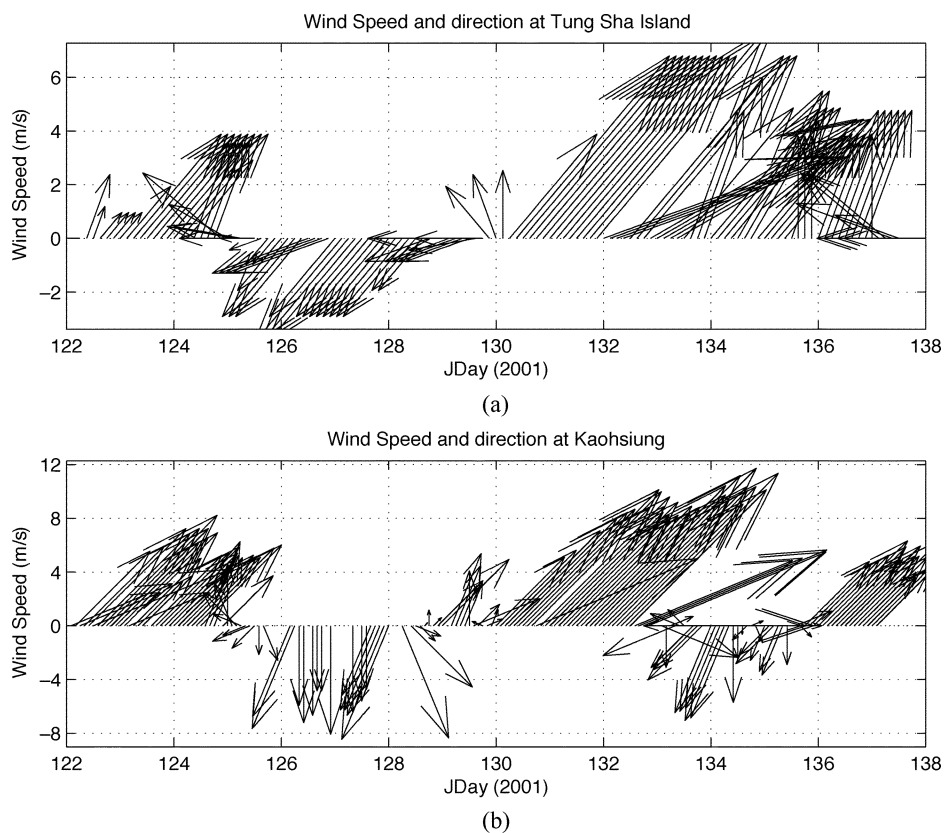 Wind Speed and direction at Tung Sha Island
6
4
2
0
−2
Wind Speed (m/s)
122 124 126 128 130 132 134 136 138
JDay (2001)
(a)
Wind Speed and direction at Kaohsiung
12
8
4
0
−4
−8
Wind Speed (m/s)
122 124 126 128 130 132 134 136 138
JDay (2001)
(b)